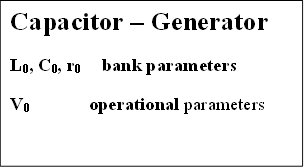 Capacitor – Generator
L₀, C₀, r₀ bank parameters
V₀ operational parameters